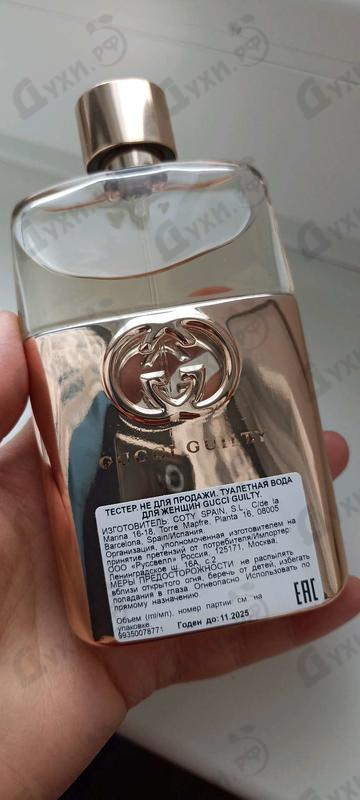 GUCCI GUILTY
ТЕСТЕР. НЕ ДЛЯ ПРОДАЖИ. ТУАЛЕТНАЯ ВОДА
ДЛЯ ЖЕНЩИН GUCCI GUILTY.
ИЗГОТОВИТЕЛЬ: COTY SPAIN, S.L., C/de la
Marina 16-18, Torre Mapfre, Planta 16, 08005
Barcelona, Spain/Испания.
Организация, уполномоченная изготовителем на
принятие претензий от потребителя/Импортер:
ООО «Руссвелл» Россия, 125171, Москва,
Ленинградское ш. 16А, с.2
МЕРЫ ПРЕДОСТОРОЖНОСТИ: не распылять
вблизи открытого огня, беречь от детей, избегать
попадания в глаза. Огнеопасно. Использовать по
прямому назначению.
Объем (ml/мл), номер партии: см. на
упаковке.
9935007877 Годен до: 11.2025
EAC
Духи.рф